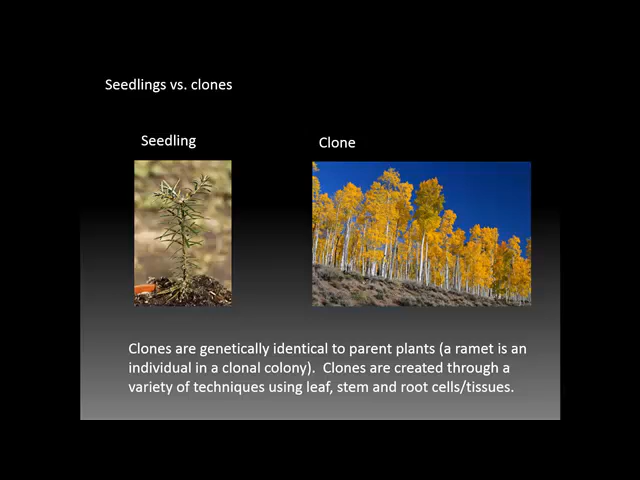 Seedlings vs. clones
Seedling
Clone
Clones are genetically identical to parent plants (a ramet is an
individual in a clonal colony).  Clones are created through a
variety of techniques using leaf, stem and root cells/tissues.